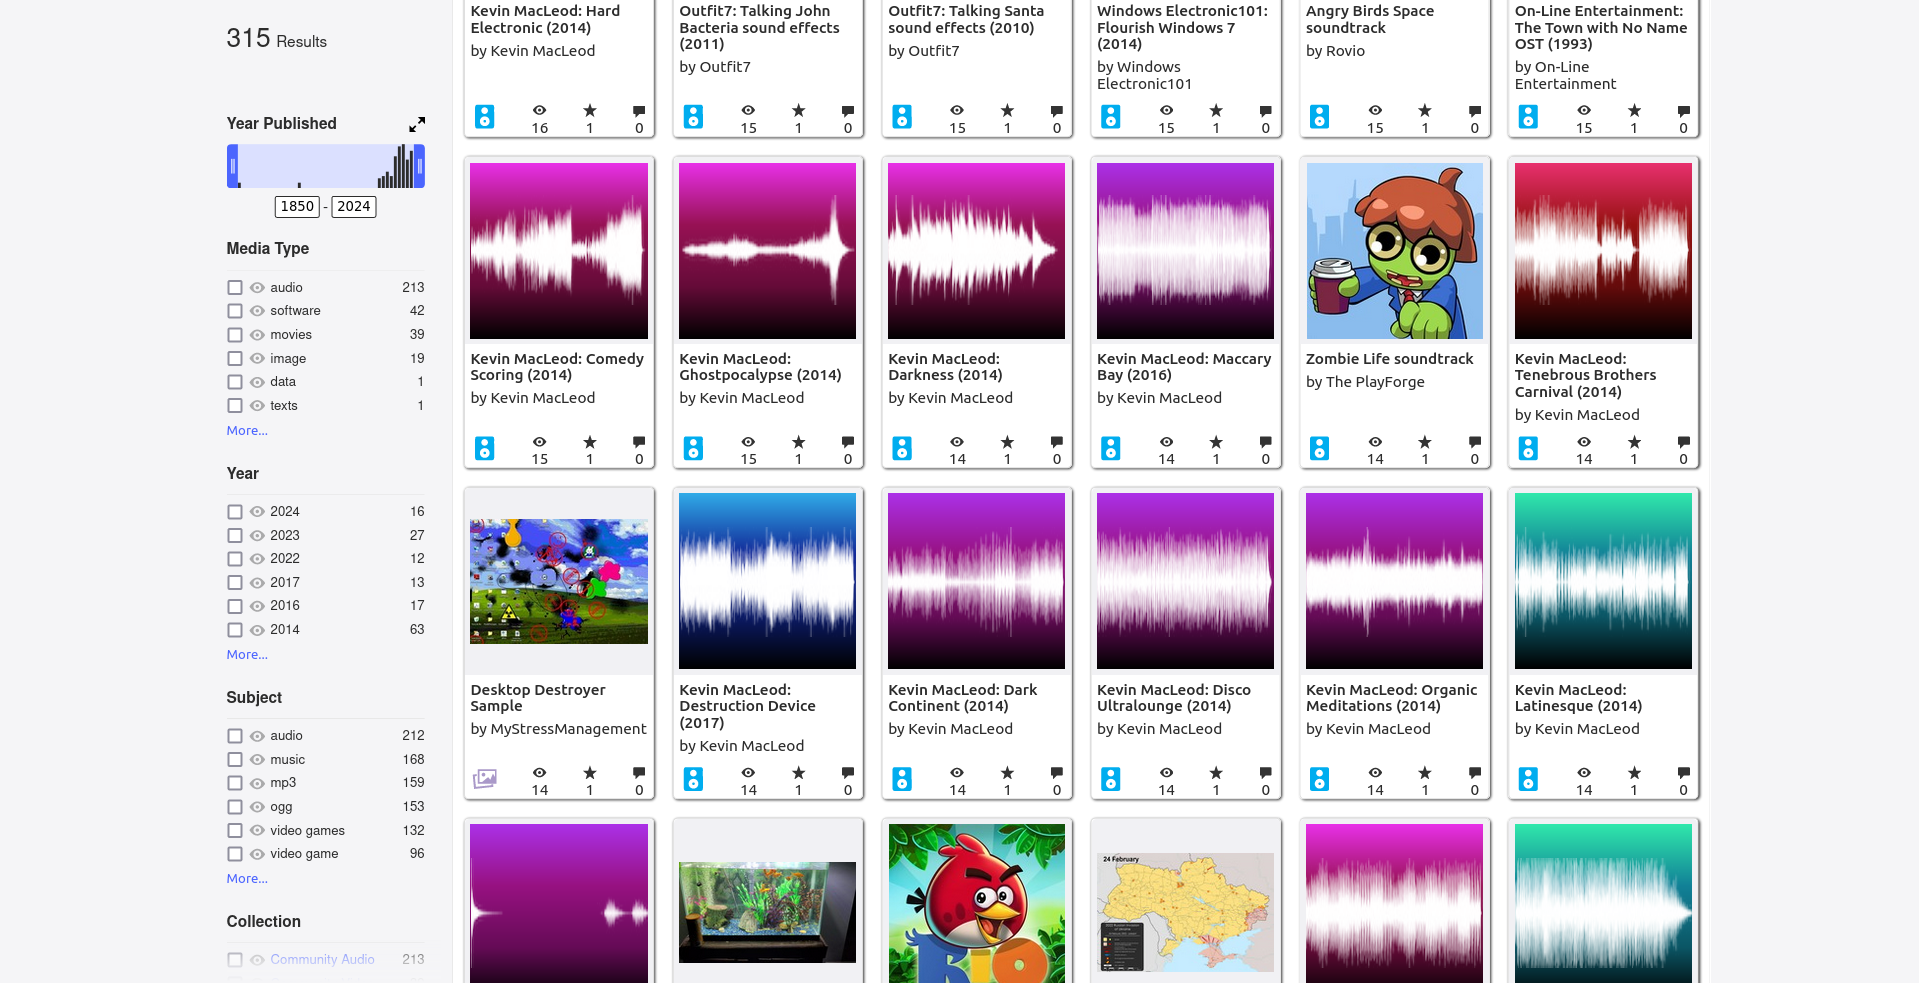 315 Results
Year Published
1850 - 2024
Media Type
audio 213
software 42
movies 39
image 19
data 1
texts 1
More...
Year
2024 16
2023 27
2022 12
2017 13
2016 17
2014 63
More...
Subject
audio 212
music 168
mp3 159
ogg 153
video games 132
video game 96
More...
Collection
Community Audio 213
Kevin MacLeod: Hard
Electronic (2014)
by Kevin MacLeod
16 1 0
Outfit7: Talking John
Bacteria sound effects
(2011)
by Outfit7
15 1 0
Outfit7: Talking Santa
sound effects (2010)
by Outfit7
15 1 0
Windows Electronic101:
Flourish Windows 7
(2014)
by Windows
Electronic101
15 1 0
Angry Birds Space
soundtrack
by Rovio
15 1 0
On-Line Entertainment:
The Town with No Name
OST (1993)
by On-Line
Entertainment
15 1 0
Kevin MacLeod: Comedy
Scoring (2014)
by Kevin MacLeod
15 1 0
Kevin MacLeod:
Ghostpocalypse (2014)
by Kevin MacLeod
15 1 0
Kevin MacLeod:
Darkness (2014)
by Kevin MacLeod
14 1 0
Kevin MacLeod: Maccary
Bay (2016)
by Kevin MacLeod
14 1 0
Zombie Life soundtrack
by The PlayForge
14 1 0
Kevin MacLeod:
Tenebrous Brothers
Carnival (2014)
by Kevin MacLeod
14 1 0
Desktop Destroyer
Sample
by MyStressManagement
14 1 0
Kevin MacLeod:
Destruction Device
(2017)
by Kevin MacLeod
14 1 0
Kevin MacLeod: Dark
Continent (2014)
by Kevin MacLeod
14 1 0
Kevin MacLeod: Disco
Ultralounge (2014)
by Kevin MacLeod
14 1 0
Kevin MacLeod: Organic
Meditations (2014)
by Kevin MacLeod
14 1 0
Kevin MacLeod:
Latinesque (2014)
by Kevin MacLeod
14 1 0
24 February